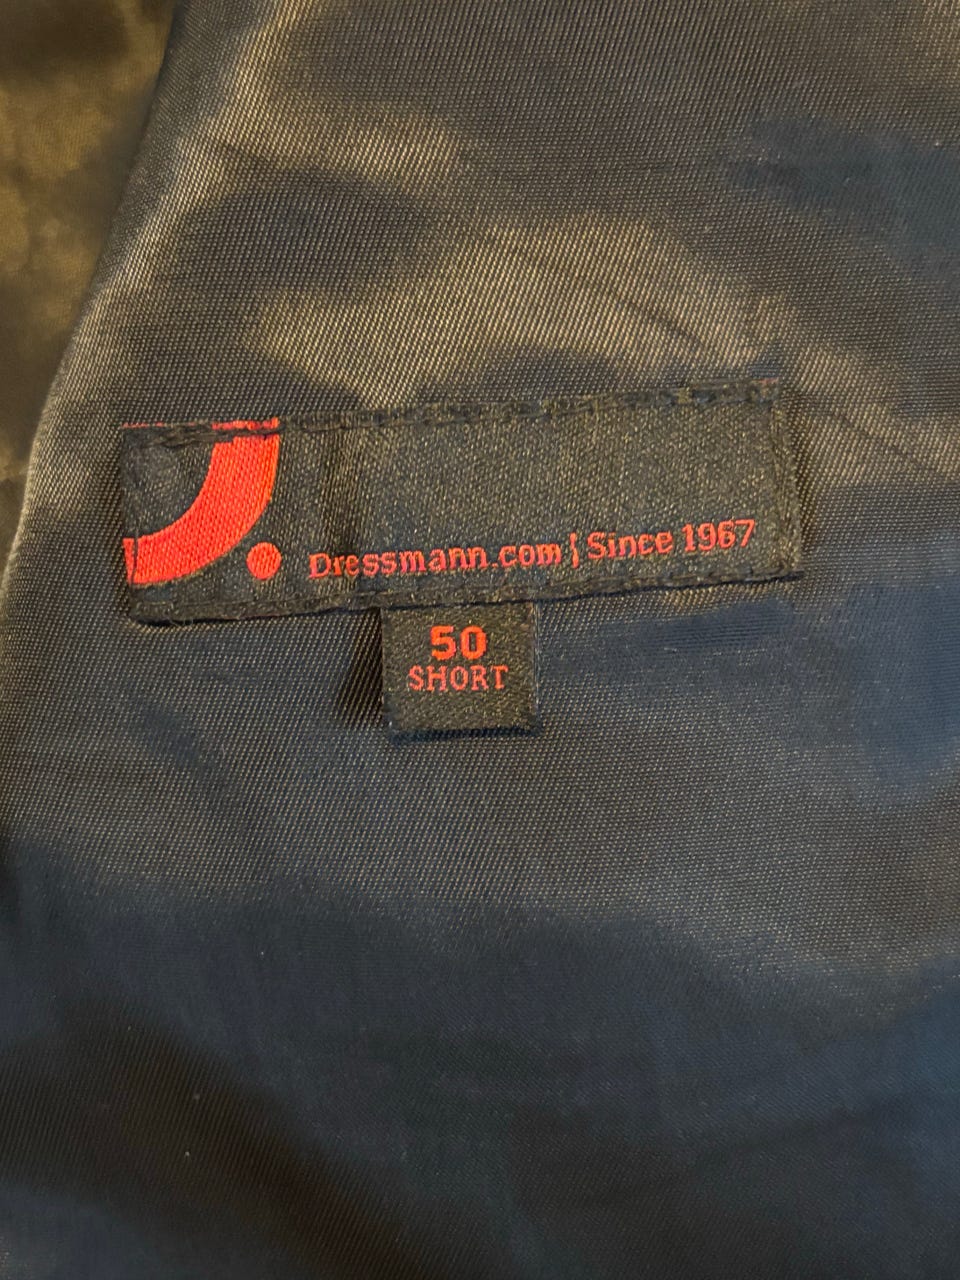 Dressmann.com | Since 1967
50
SHORT